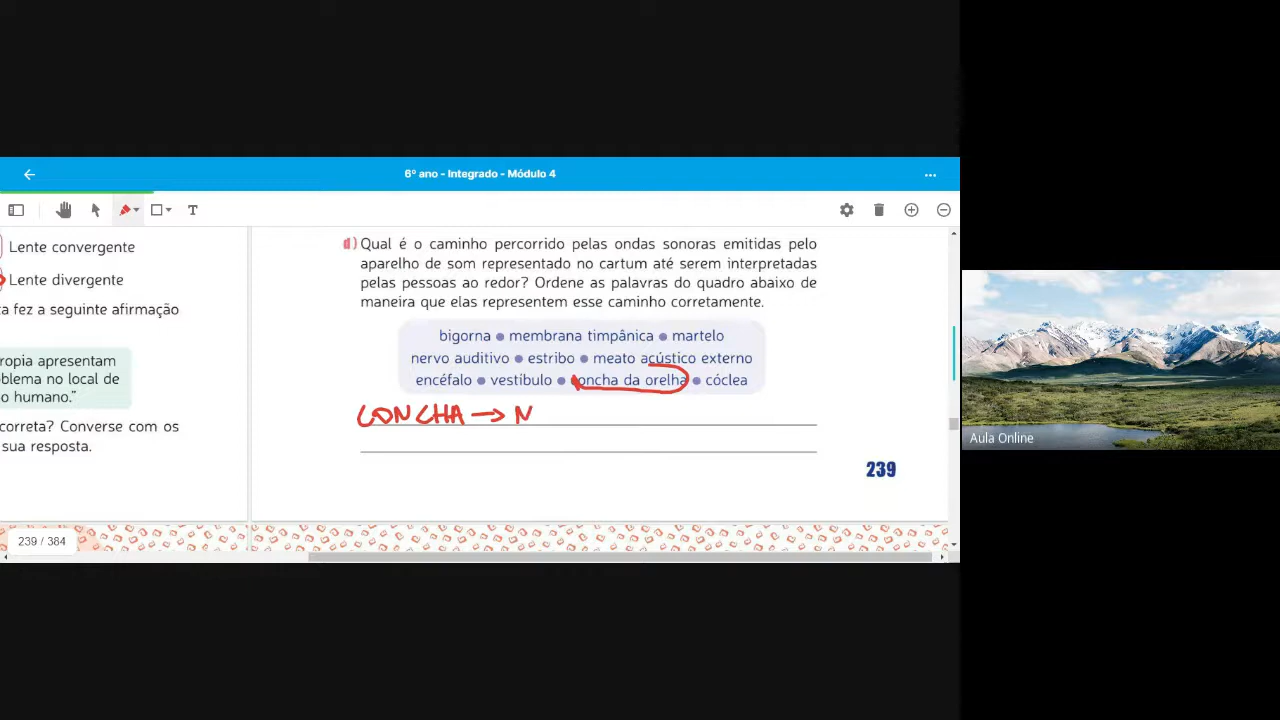 6º ano - Integrado - Módulo 4
Lente convergente
Lente divergente
ta fez a seguinte afirmação
ropia apresentam
blema no local de
o humano."
correta? Converse com os
sua resposta.
d) Qual é o caminho percorrido pelas ondas sonoras emitidas pelo
aparelho de som representado no cartum até serem interpretadas
pelas pessoas ao redor? Ordene as palavras do quadro abaixo de
maneira que elas representem esse caminho corretamente.
bigorna • membrana timpânica • martelo
nervo auditivo • estribo • meato acústico externo
encéfalo • vestíbulo • concha da orelha • cóclea
CONCHA → N
239
239 / 384
T
Aula Online